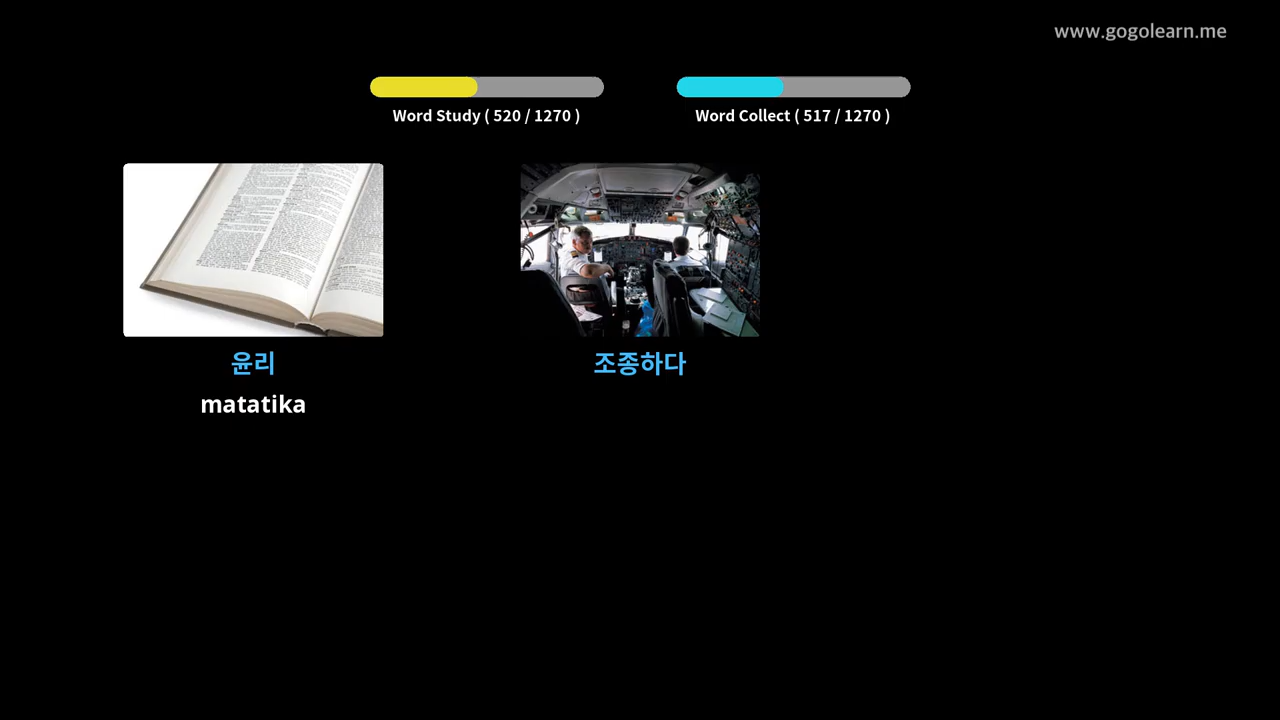 www.gogolearn.me
Word Study ( 520 / 1270 )
Word Collect ( 517 / 1270 )
윤리
조종하다
matatika